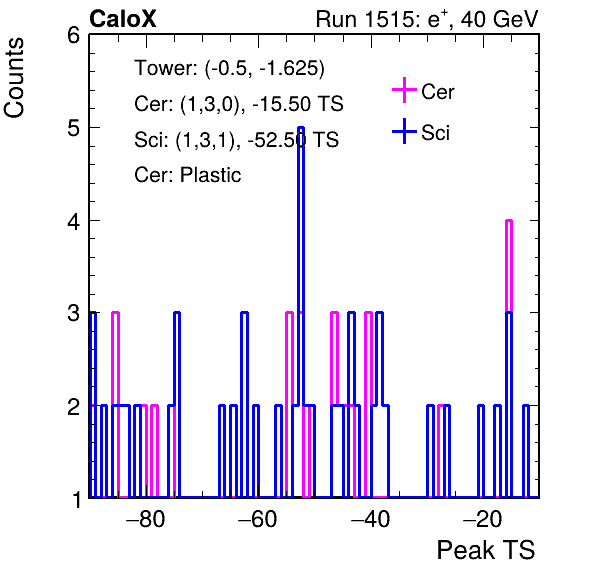 CaloX Run 1515: e⁺, 40 GeV
Counts
6
Tower: (-0.5, -1.625)
Cer: (1,3,0), -15.50 TS
Sci: (1,3,1), -52.50 TS
Cer: Plastic
Cer
Sci
5
4
3
2
1
−80 −60 −40 −20
Peak TS